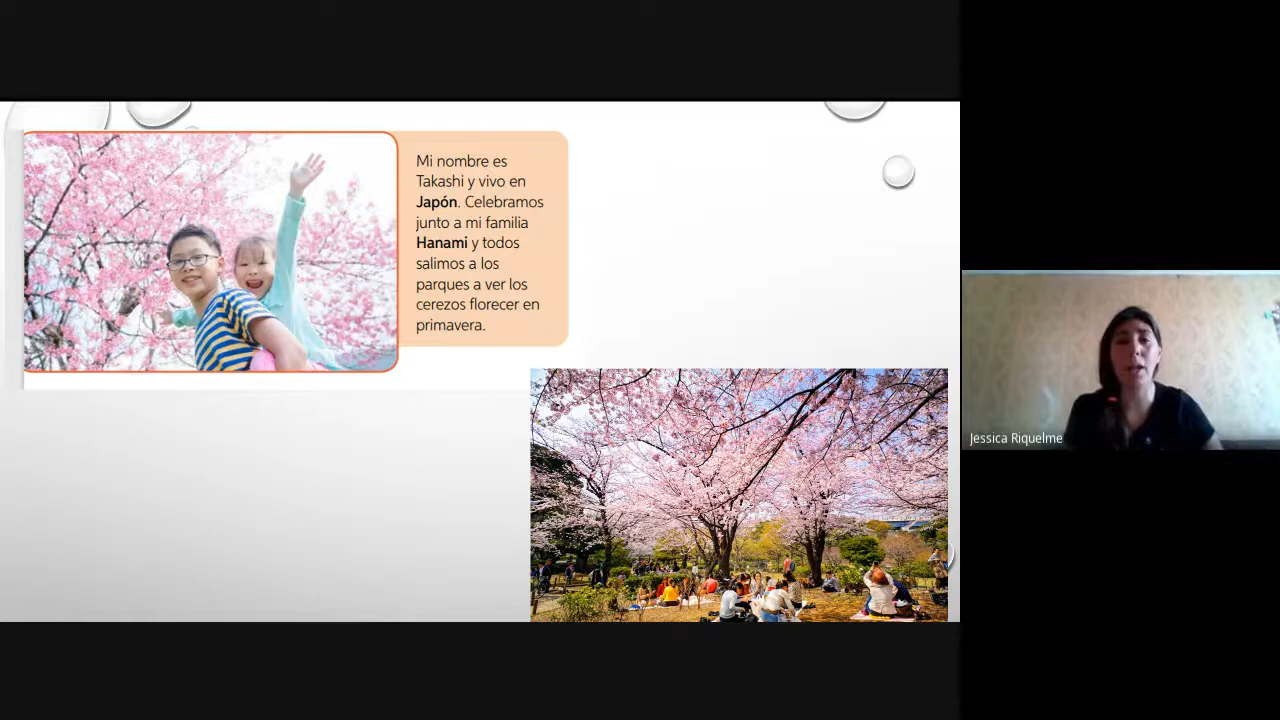 Mi nombre es
Takashi y vivo en
Japón. Celebramos
junto a mi familia
Hanami y todos
salimos a los
parques a ver los
cerezos florecer en
primavera.
Jessica Riquelme